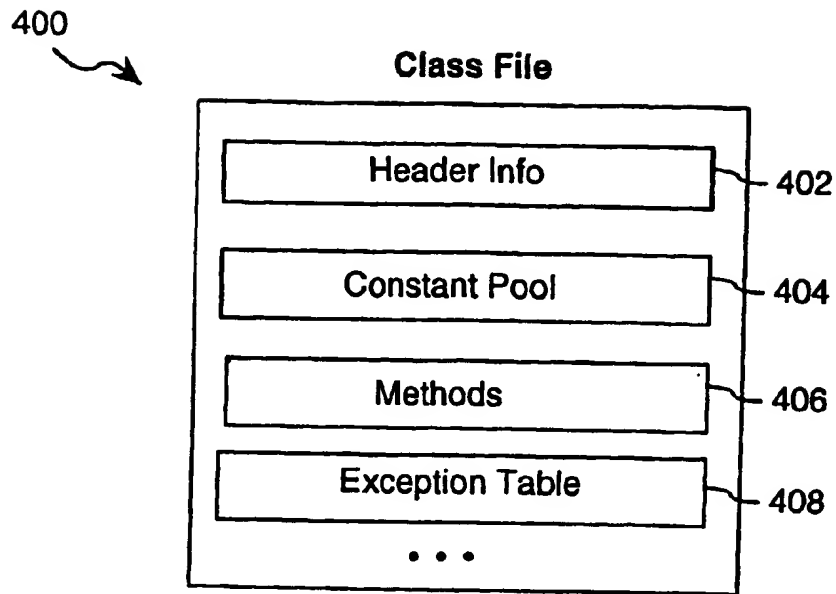 400
Class File
Header Info
402
Constant Pool
404
Methods
406
Exception Table
408
• • •